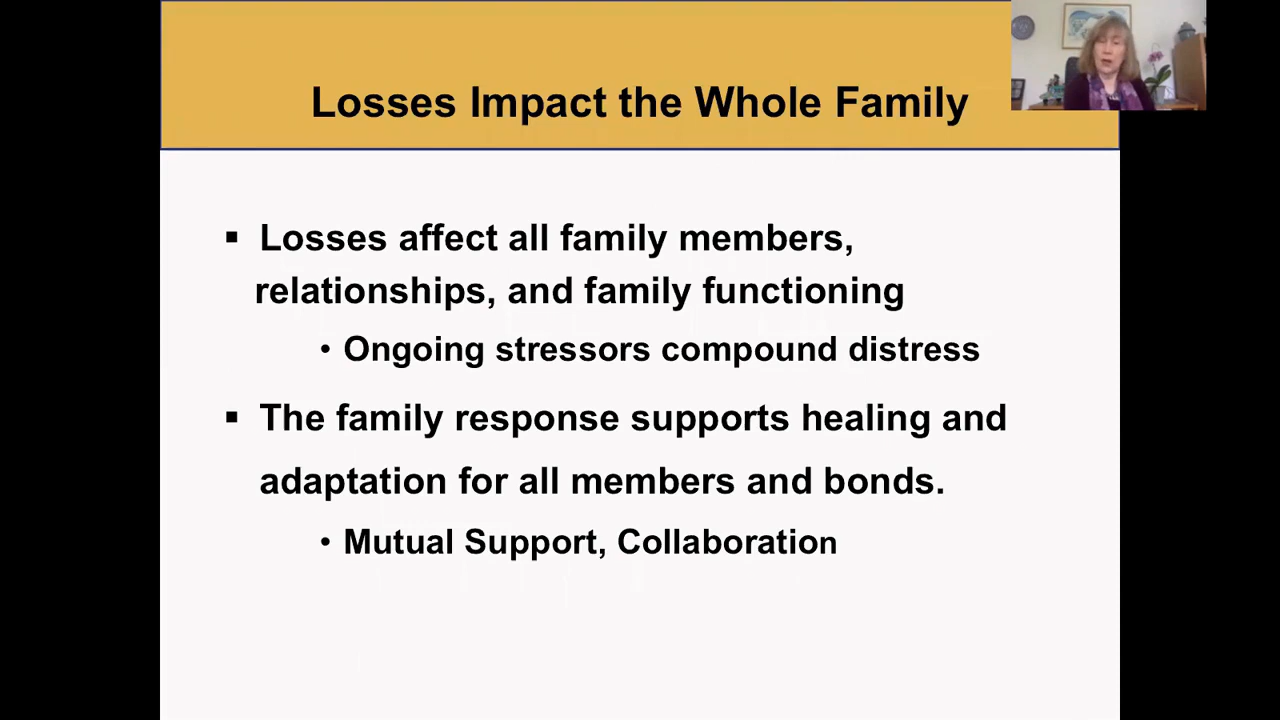 Losses Impact the Whole Family
▪ Losses affect all family members,
relationships, and family functioning
• Ongoing stressors compound distress
▪ The family response supports healing and
adaptation for all members and bonds.
• Mutual Support, Collaboration